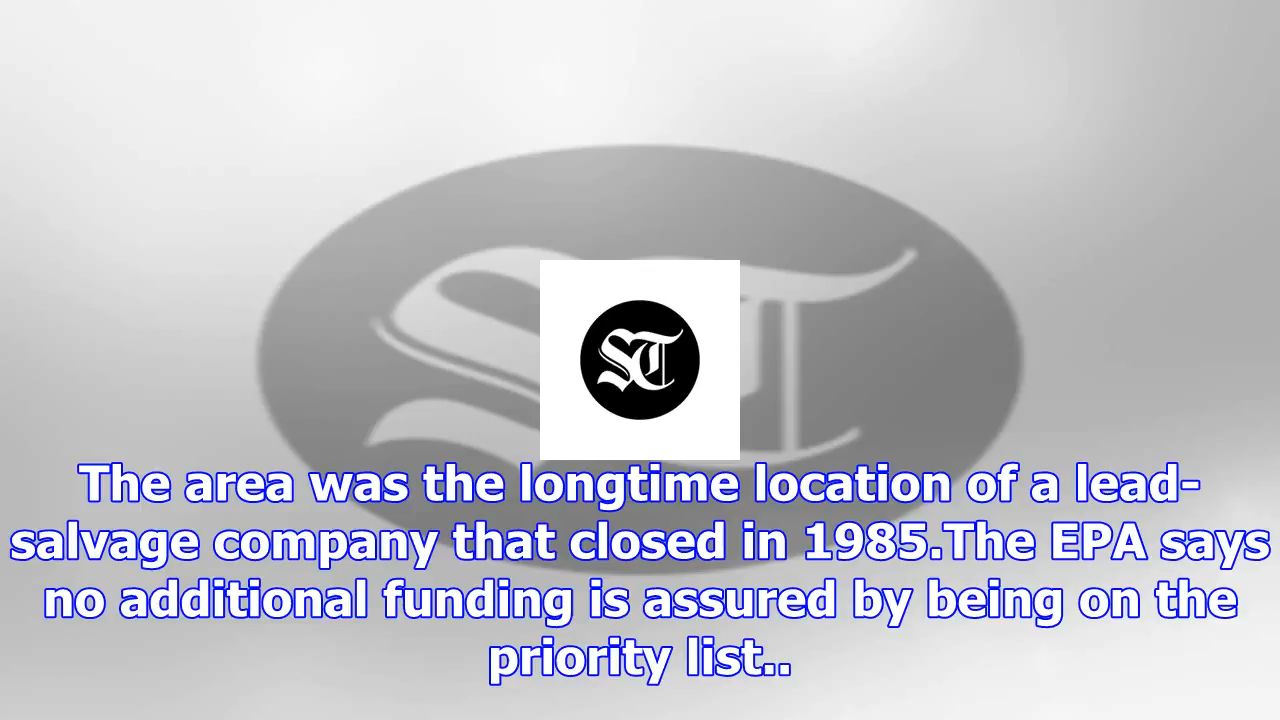 ST
The area was the longtime location of a lead-
salvage company that closed in 1985.The EPA says
no additional funding is assured by being on the
priority list..